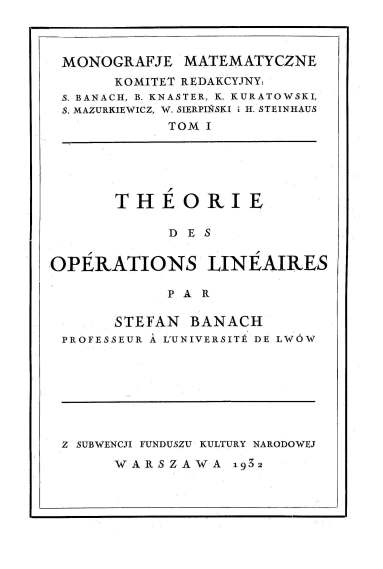 MONOGRAFJE MATEMATYCZNE
KOMITET REDAKCYJNY:
S. BANACH, B. KNASTER, K. KURATOWSKI,
S. MAZURKIEWICZ, W. SIERPIŃSKI i H. STEINHAUS
TOM I
THÉORIE
DES
OPÉRATIONS LINÉAIRES
PAR
STEFAN BANACH
PROFESSEUR À L'UNIVERSITÉ DE LWÓW
Z SUBWENCJI FUNDUSZU KULTURY NARODOWEJ
WARSZAWA 1932